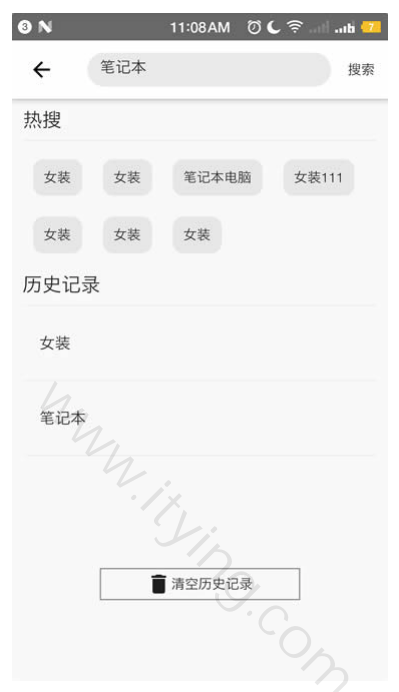 3 N 11:08AM 7
笔记本 搜索
热搜
女装 女装 笔记本电脑 女装111
女装 女装 女装
历史记录
女装
笔记本
清空历史记录
www.itying.com